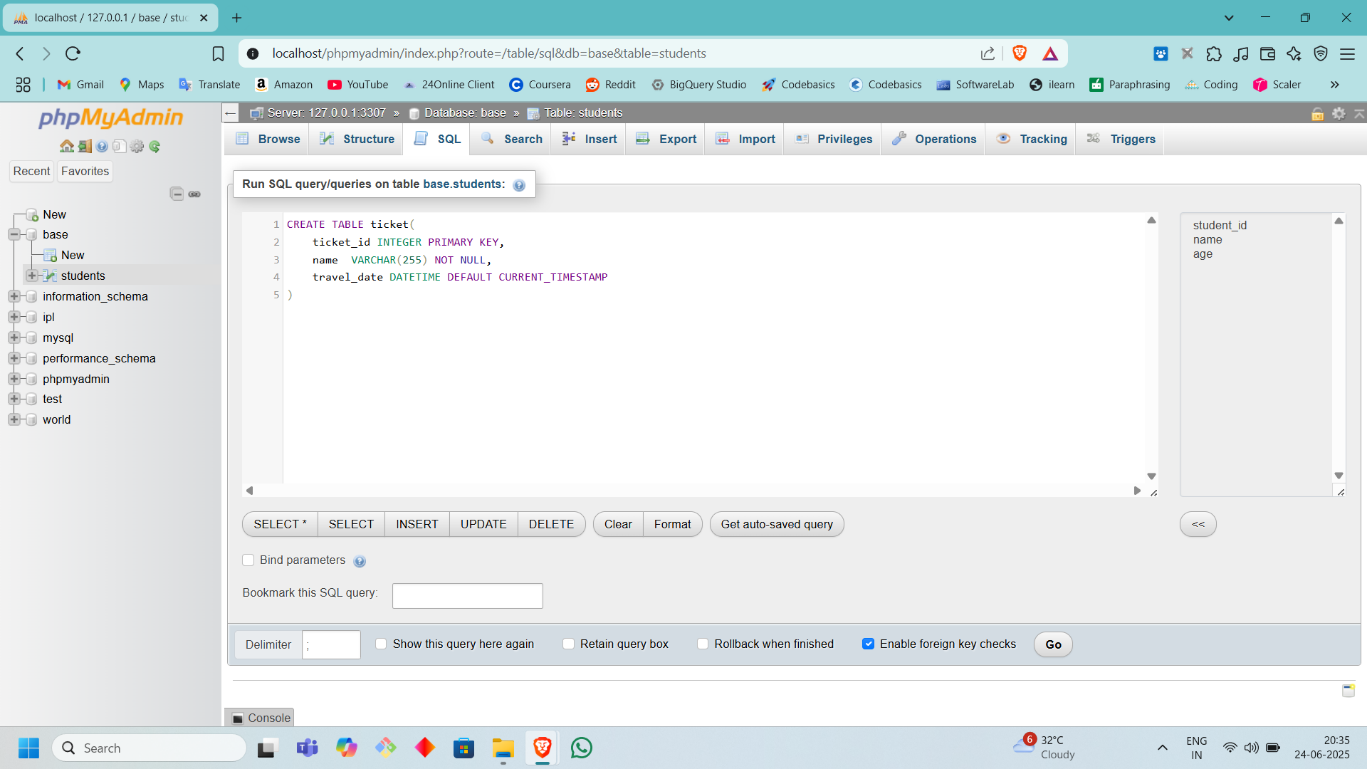 localhost / 127.0.0.1 / base / stu
localhost/phpmyadmin/index.php?route=/table/sql&db=base&table=students
Gmail Maps Translate Amazon YouTube 24Online Client Coursera Reddit BigQuery Studio Codebasics Codebasics SoftwareLab ilearn Paraphrasing Coding Scaler »
phpMyAdmin
Recent Favorites
New
base
New
students
information_schema
ipl
mysql
performance_schema
phpmyadmin
test
world
Server: 127.0.0.1:3307 » Database: base » Table: students
Browse Structure SQL Search Insert Export Import Privileges Operations Tracking Triggers
Run SQL query/queries on table base.students:
1 CREATE TABLE ticket(
2 ticket_id INTEGER PRIMARY KEY,
3 name VARCHAR(255) NOT NULL,
4 travel_date DATETIME DEFAULT CURRENT_TIMESTAMP
5 )
student_id
name
age
SELECT * SELECT INSERT UPDATE DELETE Clear Format Get auto-saved query <<
Bind parameters
Bookmark this SQL query:
Delimiter ; Show this query here again Retain query box Rollback when finished Enable foreign key checks Go
Console
Search
6 32°C
Cloudy
ENG
IN
20:35
24-06-2025